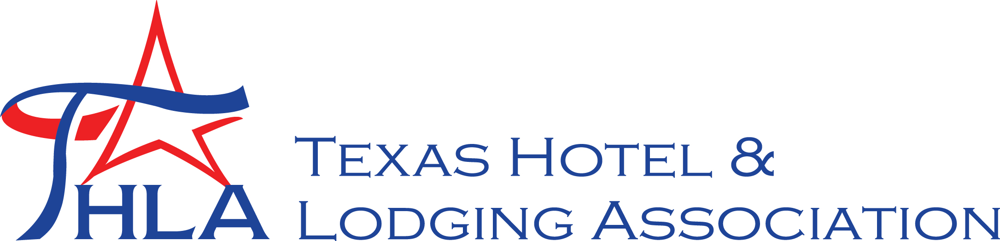 THLA
TEXAS HOTEL &
LODGING ASSOCIATION